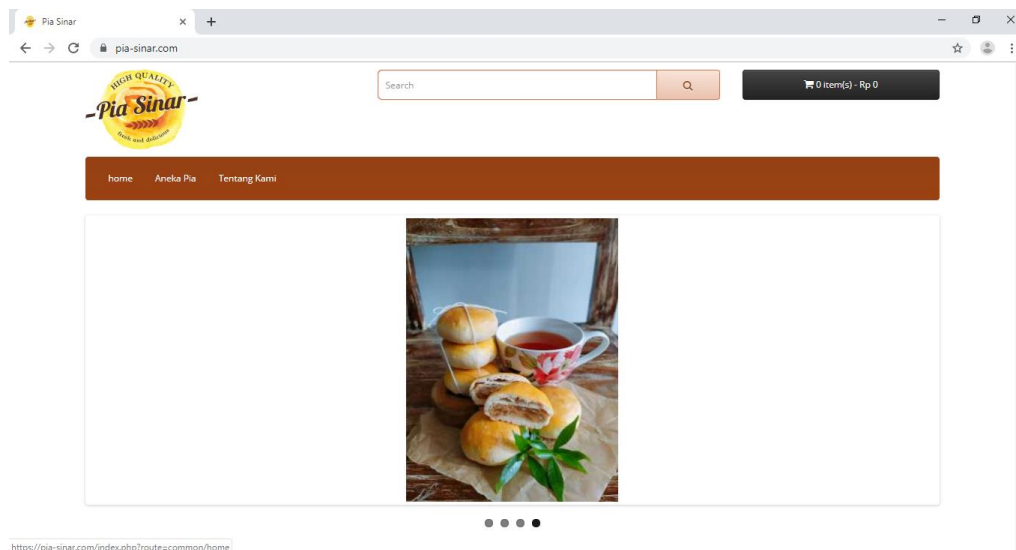 Pia Sinar
pia-sinar.com
HIGH QUALITY
-Pia Sinar-
fresh and delicious
Search
0 item(s) - Rp 0
home Aneka Pia Tentang Kami
https://pia-sinar.com/index.php?route=common/home